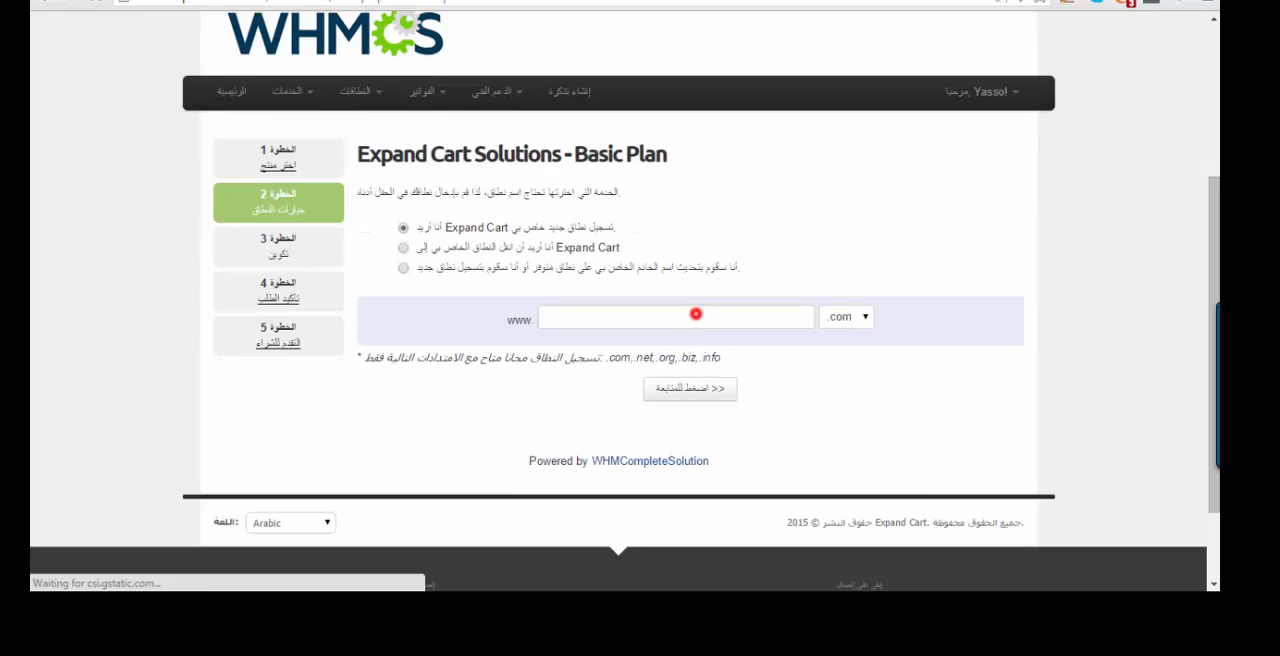 WHMCS
الرئيسية
الخدمات
النطاقات
الفواتير
الدعم الفني
إنشاء تذكرة
مرحبا, Yasso!
الخطوة 1
اختر منتج
الخطوة 2
خيارات النطاق
الخطوة 3
تكوين
الخطوة 4
تأكيد الطلب
الخطوة 5
التقدم للشراء
Expand Cart Solutions - Basic Plan
الخدمة التي اخترتها تحتاج اسم نطاق، لذا قم بإدخال نطاقك في الحقل أدناه.
أنا أريد Expand Cart تسجيل نطاق جديد خاص بي.
أنا أريد أن انقل النطاق الخاص بي إلى Expand Cart
أنا سأقوم بتحديث اسم الخادم الخاص بي على نطاق متوفر أو أنا سأقوم بتسجيل نطاق جديد.
www.
.com
* تسجيل النطاق مجانا متاح مع الامتدادات التالية فقط: .com,.net,.org,.biz,.info
اضغط للمتابعة >>
Powered by WHMCompleteSolution
اللغة:
Arabic
حقوق النشر © 2015 Expand Cart. جميع الحقوق محفوظة.
Waiting for csi.gstatic.com...
إبقى على إتصال